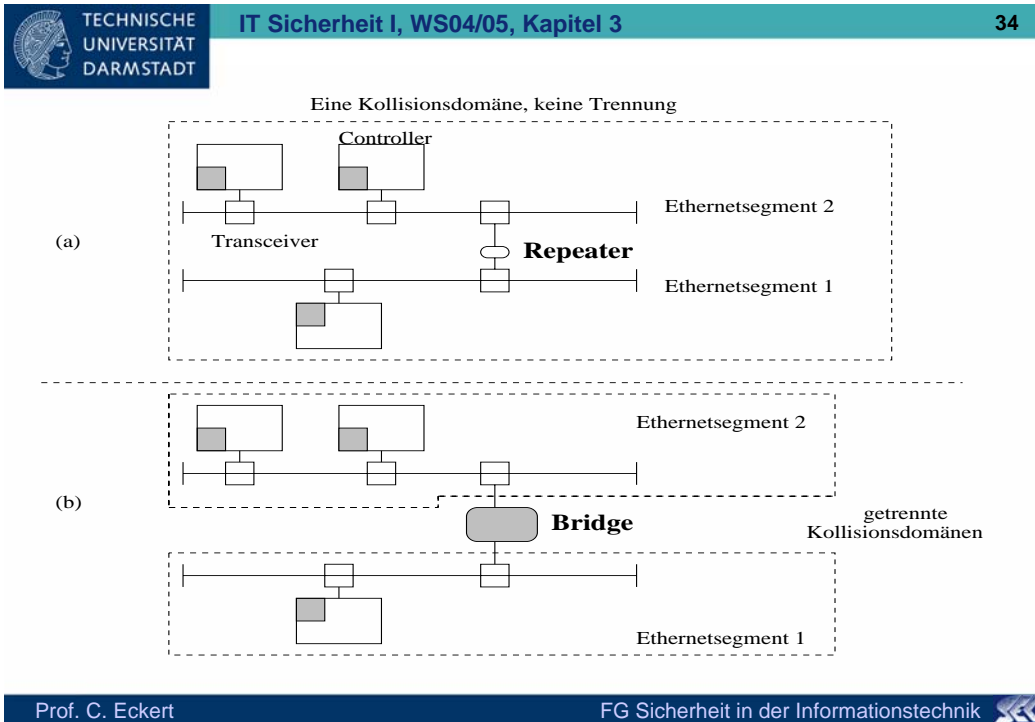 TECHNISCHE
UNIVERSITÄT
DARMSTADT
IT Sicherheit I, WS04/05, Kapitel 3
34
Eine Kollisionsdomäne, keine Trennung
Controller
Ethernetsegment 2
(a)
Transceiver
Repeater
Ethernetsegment 1
Ethernetsegment 2
(b)
Bridge
getrennte
Kollisionsdomänen
Ethernetsegment 1
Prof. C. Eckert
FG Sicherheit in der Informationstechnik